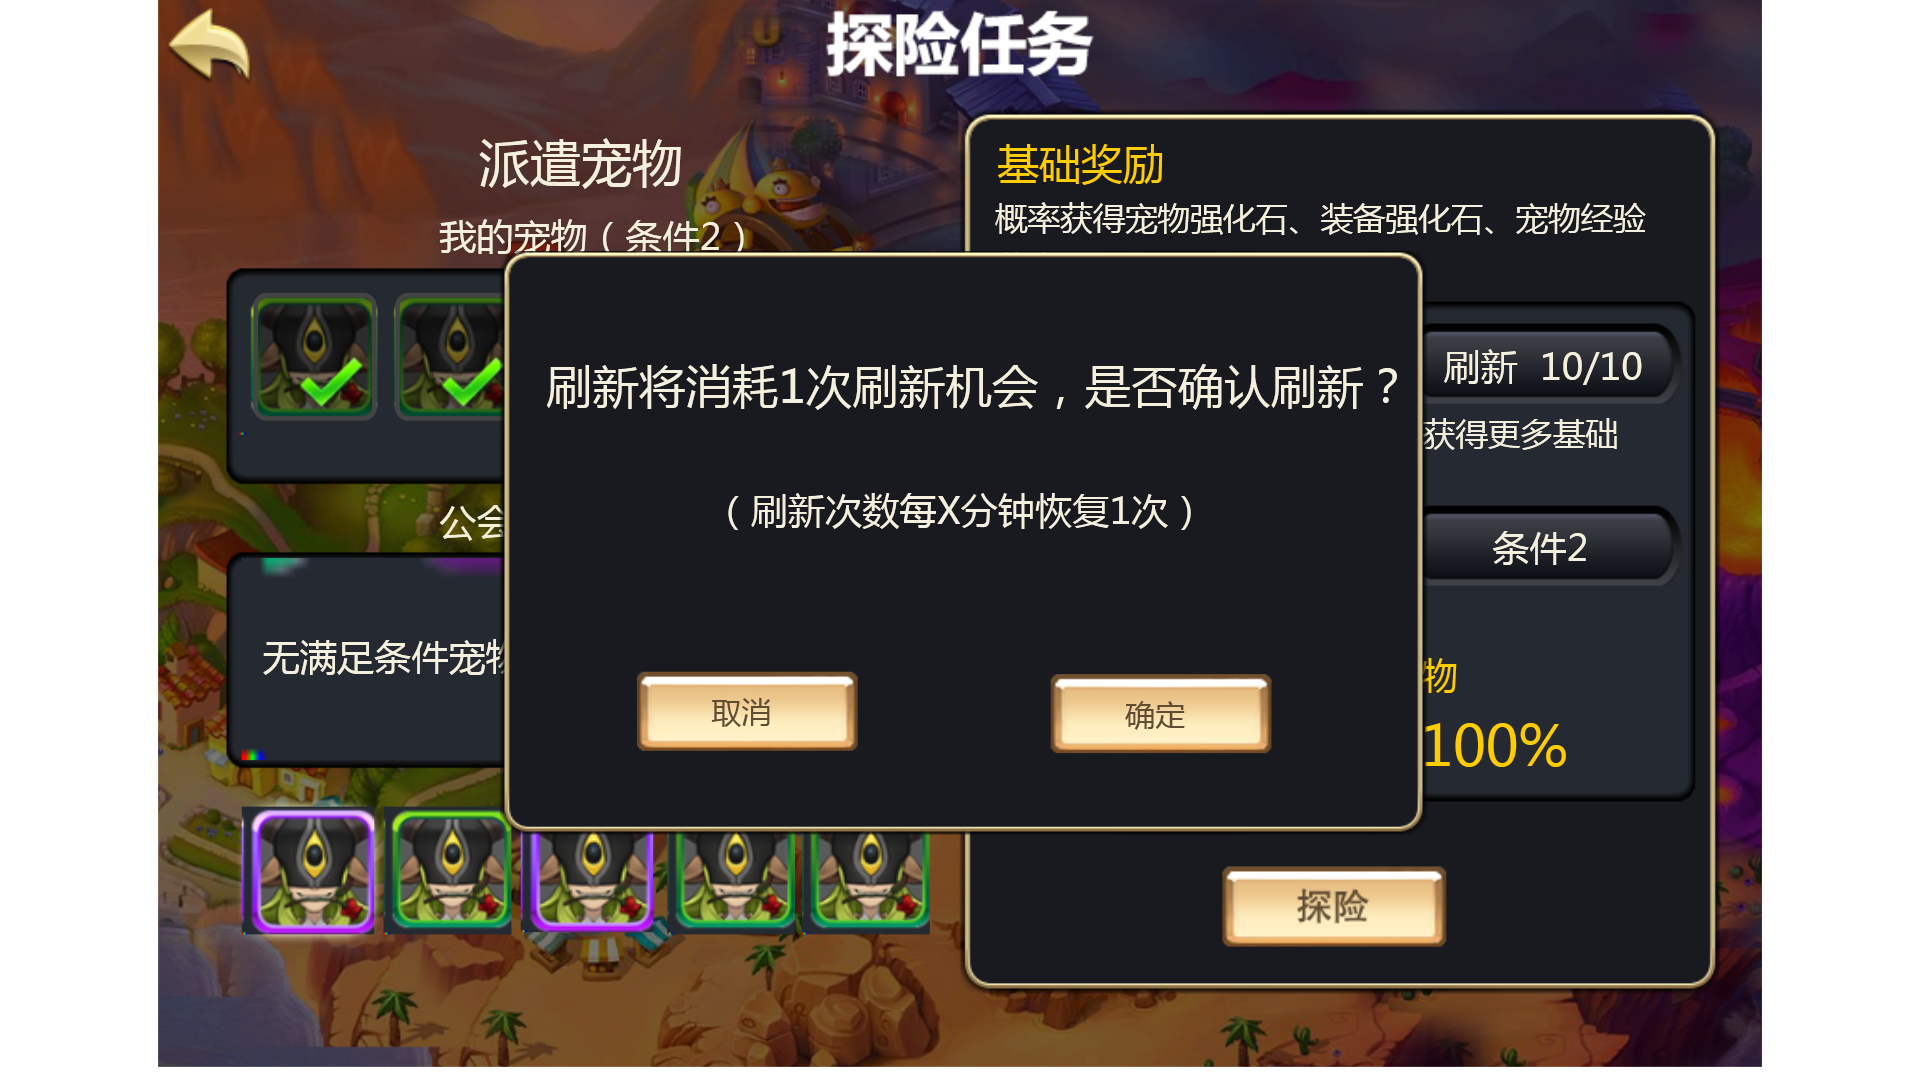 探险任务
派遣宠物
我的宠物（条件2）
基础奖励
概率获得宠物强化石、装备强化石、宠物经验
刷新 10/10
获得更多基础
刷新将消耗1次刷新机会，是否确认刷新？
（刷新次数每X分钟恢复1次）
公会
条件2
无满足条件宠物
物
100%
取消
确定
探险